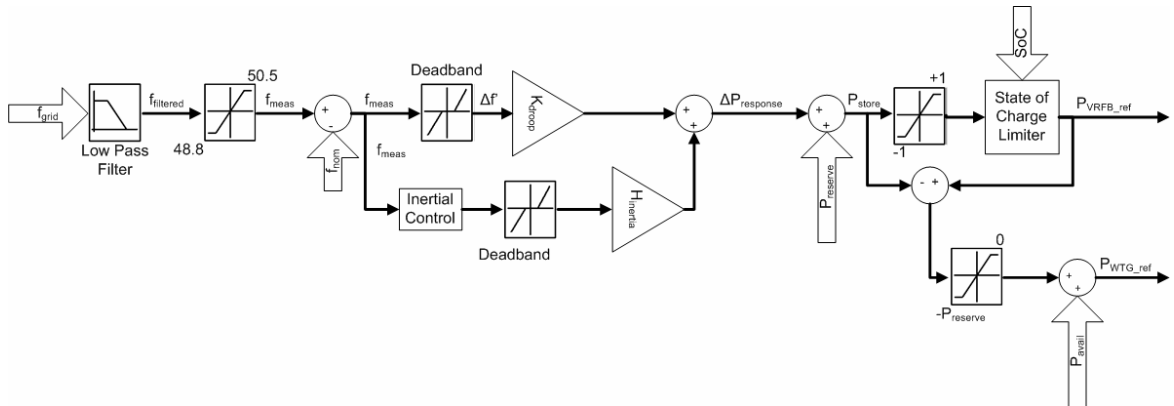 f_grid
Low Pass
Filter
f_filtered
50.5
48.8
f_meas
+
-
f_nom
f_meas
f_meas
Deadband
Δf'
K_droop
Inertial
Control
Deadband
H_inertia
+
+
ΔP_response
+
+
P_reserve
P_store
+1
-1
SoC
State of
Charge
Limiter
P_VRFB_ref
- +
0
-P_reserve
+
+
P_WTG_ref
P_avail